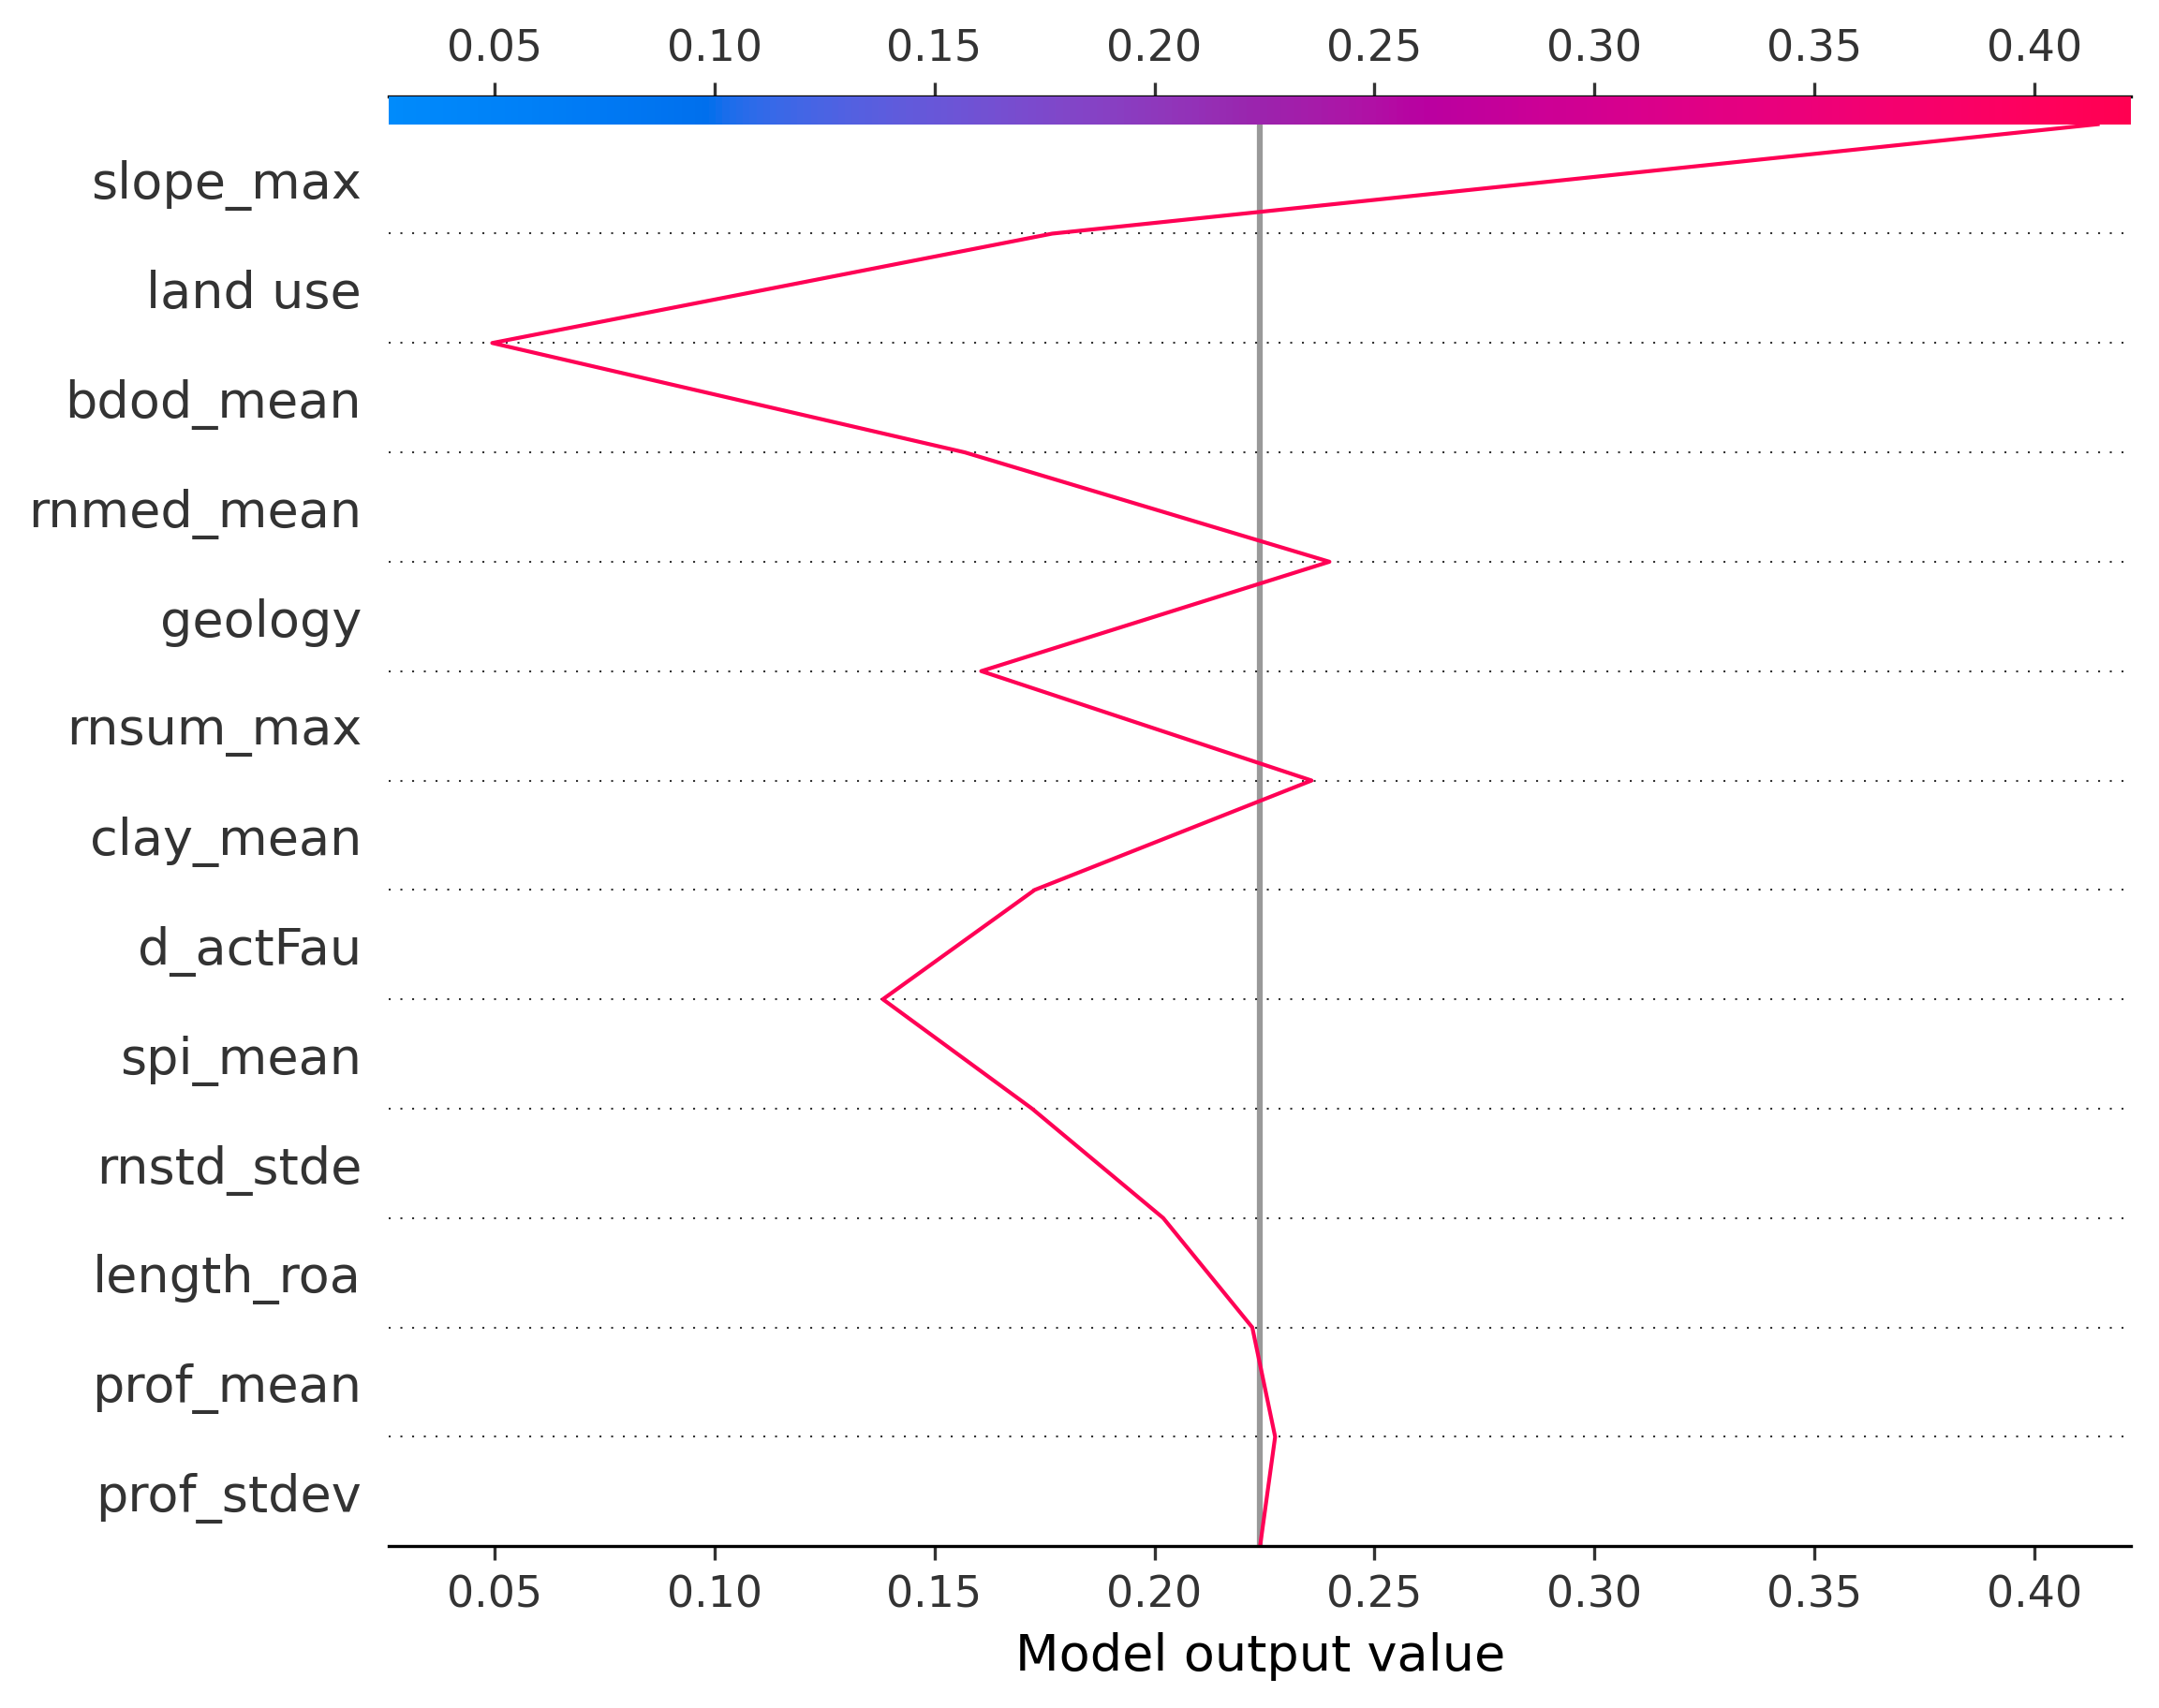 0.05 0.10 0.15 0.20 0.25 0.30 0.35 0.40
slope_max
land use
bdod_mean
rnmed_mean
geology
rnsum_max
clay_mean
d_actFau
spi_mean
rnstd_stde
length_roa
prof_mean
prof_stdev
0.05 0.10 0.15 0.20 0.25 0.30 0.35 0.40
Model output value